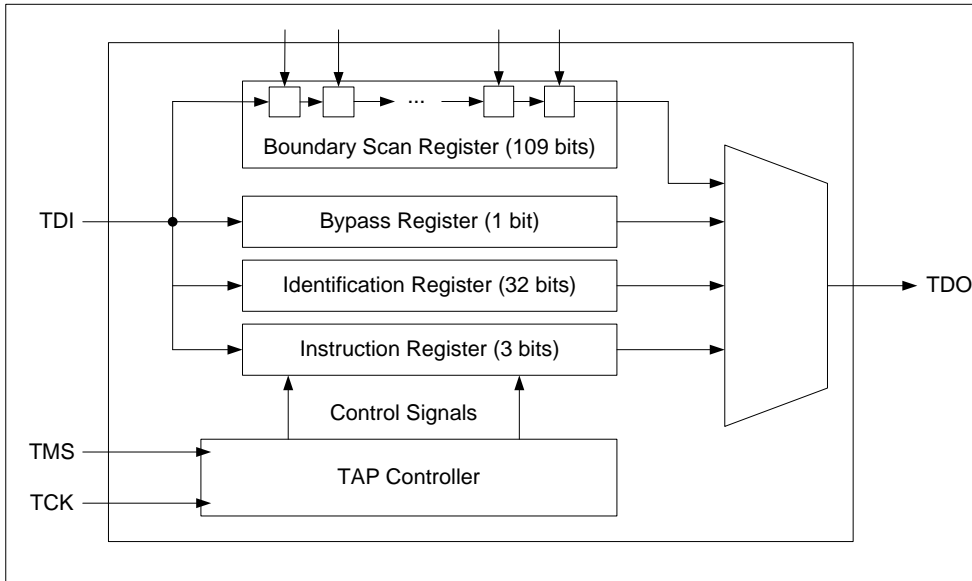 ...
Boundary Scan Register (109 bits)
TDI
Bypass Register (1 bit)
Identification Register (32 bits)
TDO
Instruction Register (3 bits)
Control Signals
TMS
TAP Controller
TCK